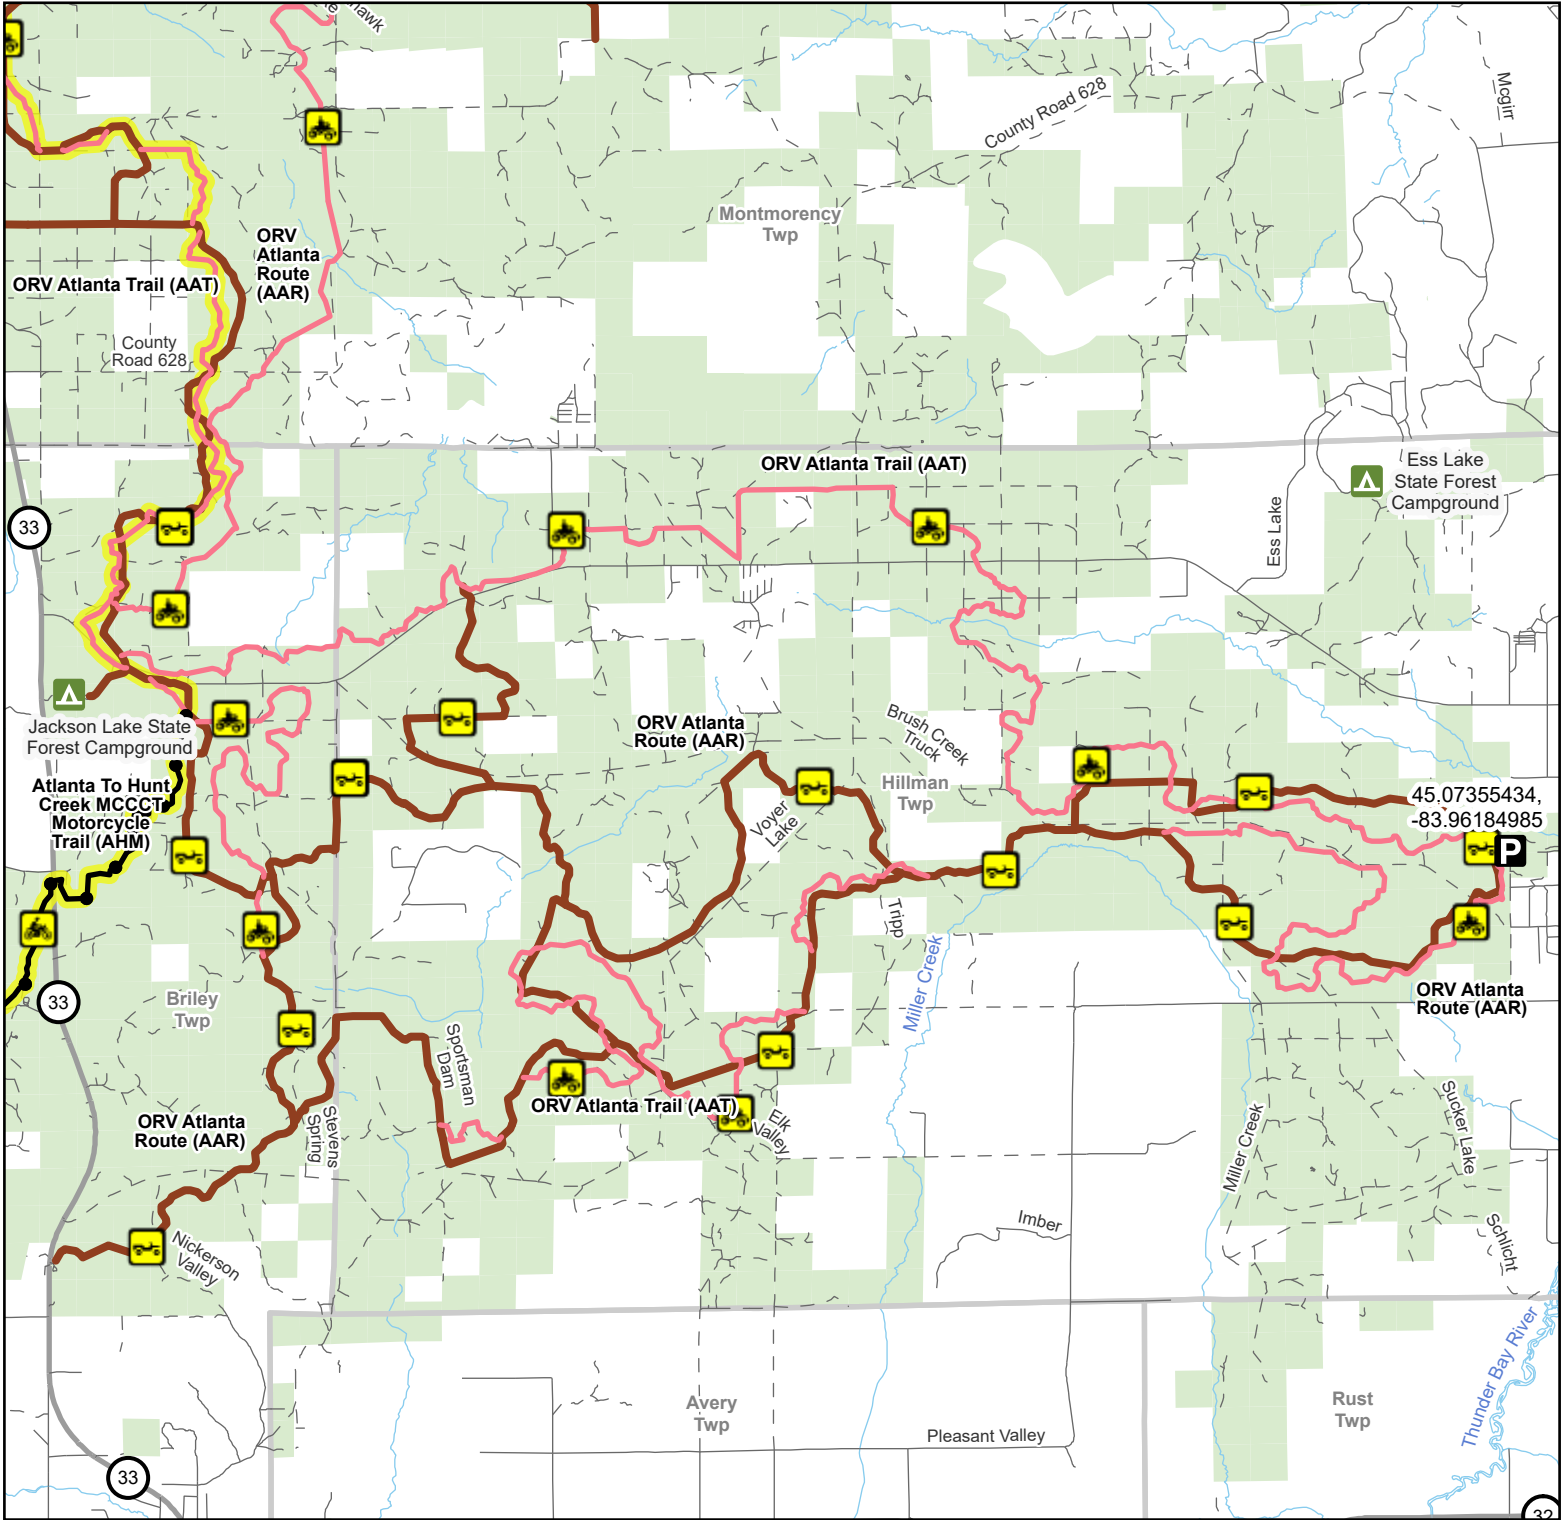 hawk
Mcgirr
County Road 628
Montmorency
Twp
ORV
Atlanta
Route
(AAR)
ORV Atlanta Trail (AAT)
County
Road 628
ORV Atlanta Trail (AAT)
Ess Lake
State Forest
Campground
33
Ess Lake
Jackson Lake State
Forest Campground
ORV Atlanta
Route (AAR)
Brush Creek
Truck
Hillman
Twp
Atlanta To Hunt
Creek MCCCT
Motorcycle
Trail (AHM)
Voyer
Lake
45.07355434,
-83.96184985
P
Tripp
Miller Creek
33
Briley
Twp
ORV Atlanta
Route (AAR)
Sportsman
Dam
ORV Atlanta Trail (AAT)
Elk
Valley
ORV Atlanta
Route (AAR)
Stevens
Spring
Miller Creek
Sucker Lake
Imber
Schlicht
Nickerson
Valley
Thunder Bay River
Avery
Twp
Rust
Twp
Pleasant Valley
33
32